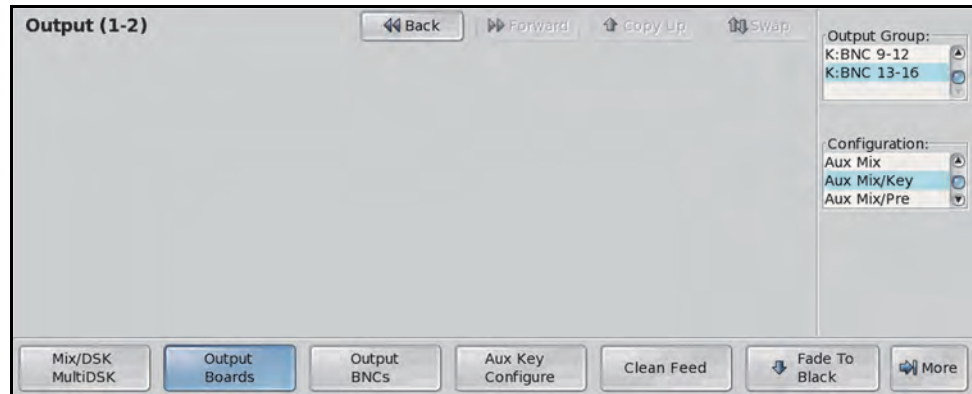 Output (1-2)
Back
Forward
Copy Up
Swap
Output Group:
K:BNC 9-12
K:BNC 13-16
Configuration:
Aux Mix
Aux Mix/Key
Aux Mix/Pre
Mix/DSK
MultiDSK
Output
Boards
Output
BNCs
Aux Key
Configure
Clean Feed
Fade To
Black
More